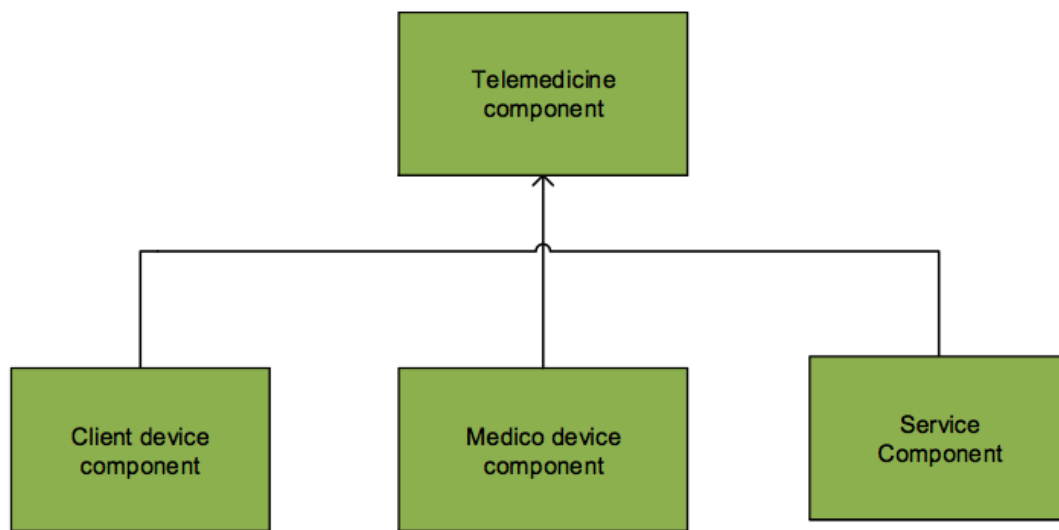 Telemedicine
component
Client device
component
Medico device
component
Service
Component